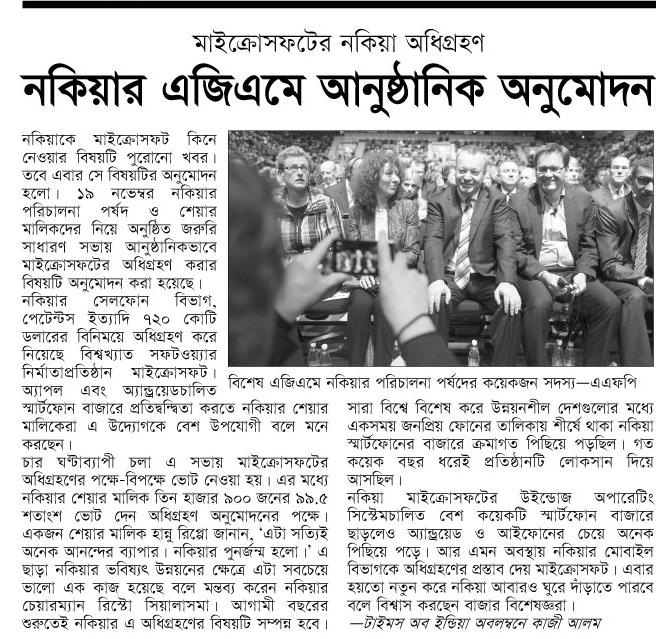 মাইক্রোসফটের নকিয়া অধিগ্রহণ
নকিয়ার এজিএমে আনুষ্ঠানিক অনুমোদন
নকিয়াকে মাইক্রোসফট কিনে
নেওয়ার বিষয়টি পুরোনো খবর।
তবে এবার সে বিষয়টির অনুমোদন
হলো। ১৯ নভেম্বর নকিয়ার
পরিচালনা পর্ষদ ও শেয়ার
মালিকদের নিয়ে অনুষ্ঠিত জরুরি
সাধারণ সভায় আনুষ্ঠানিকভাবে
মাইক্রোসফটের অধিগ্রহণ করার
বিষয়টি অনুমোদন করা হয়েছে।
নকিয়ার সেলফোন বিভাগ,
পেটেন্টস ইত্যাদি ৭২০ কোটি
ডলারের বিনিময়ে অধিগ্রহণ করে
নিয়েছে বিশ্বখ্যাত সফটওয়্যার
নির্মাতাপ্রতিষ্ঠান মাইক্রোসফট।
অ্যাপল এবং অ্যান্ড্রয়েডচালিত
স্মার্টফোন বাজারে প্রতিদ্বন্দ্বিতা করতে নকিয়ার শেয়ার
মালিকেরা এ উদ্যোগকে বেশ উপযোগী বলে মনে
করছেন।
চার ঘণ্টাব্যাপী চলা এ সভায় মাইক্রোসফটের
অধিগ্রহণের পক্ষে-বিপক্ষে ভোট নেওয়া হয়। এর মধ্যে
নকিয়ার শেয়ার মালিক তিন হাজার ৯০০ জনের ৯৯.৫
শতাংশ ভোট দেন অধিগ্রহণ অনুমোদনের পক্ষে।
একজন শেয়ার মালিক হান্নু রিপ্পো জানান, ‘এটা সত্যিই
অনেক আনন্দের ব্যাপার। নকিয়ার পুনর্জন্ম হলো।’ এ
ছাড়া নকিয়ার ভবিষ্যৎ উন্নয়নের ক্ষেত্রে এটা সবচেয়ে
ভালো এক কাজ হয়েছে বলে মন্তব্য করেন নকিয়ার
চেয়ারম্যান রিস্টো সিয়ালাসমা। আগামী বছরের
শুরুতেই নকিয়া এ অধিগ্রহণের বিষয়টি সম্পন্ন হবে।
বিশেষ এজিএমে নকিয়ার পরিচালনা পর্ষদের কয়েকজন সদস্য—এএফপি
সারা বিশ্বে বিশেষ করে উন্নয়নশীল দেশগুলোর মধ্যে
একসময় জনপ্রিয় ফোনের তালিকায় শীর্ষে থাকা নকিয়া
স্মার্টফোনের বাজারে ক্রমাগত পিছিয়ে পড়ছিল। গত
কয়েক বছর ধরেই প্রতিষ্ঠানটি লোকসান দিয়ে
আসছিল।
নকিয়া মাইক্রোসফটের উইন্ডোজ অপারেটিং
সিস্টেমচালিত বেশ কয়েকটি স্মার্টফোন বাজারে
ছাড়লেও অ্যান্ড্রয়েড ও আইফোনের চেয়ে অনেক
পিছিয়ে পড়ে। আর এমন অবস্থায় নকিয়ার মোবাইল
বিভাগকে অধিগ্রহণের প্রস্তাব দেয় মাইক্রোসফট। এবার
হয়তো নতুন করে নকিয়া আবারও ঘুরে দাঁড়াতে পারবে
বলে বিশ্বাস করছেন বাজার বিশেষজ্ঞরা।
—টাইমস অব ইন্ডিয়া অবলম্বনে কাজী আলম